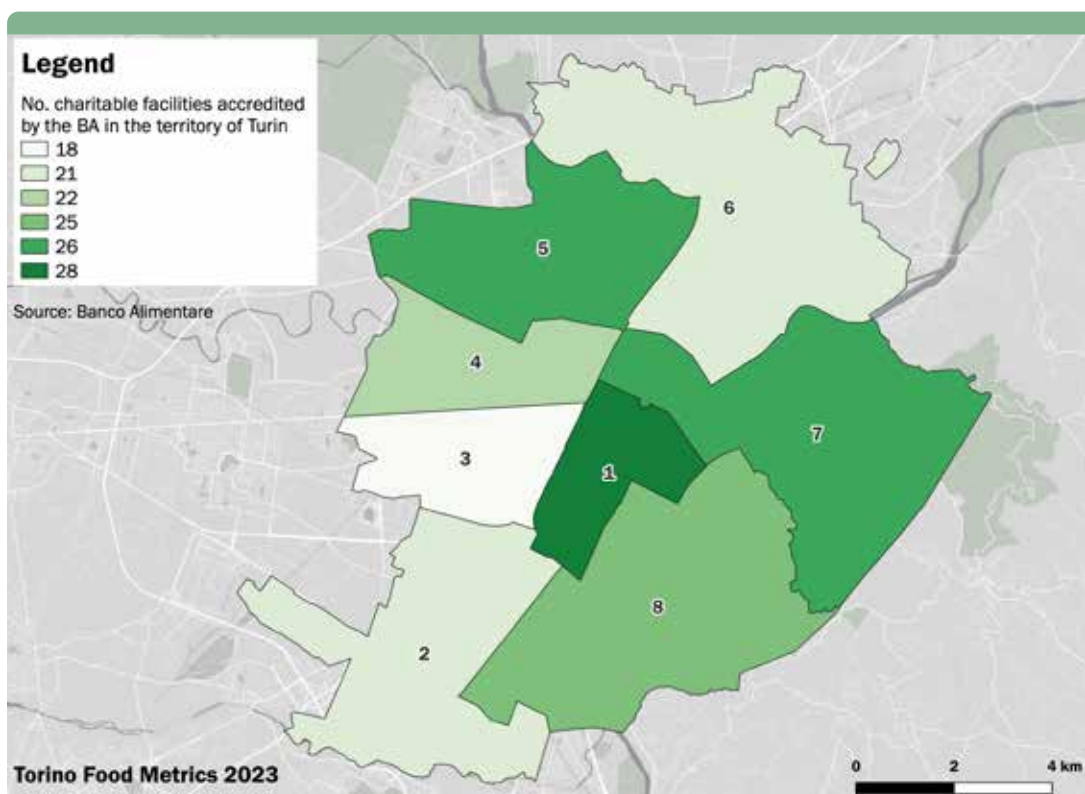 Legend
No. charitable facilities accredited
by the BA in the territory of Turin
18
21
22
25
26
28
Source: Banco Alimentare
6
5
4
7
3
1
8
2
Torino Food Metrics 2023
0 2 4 km